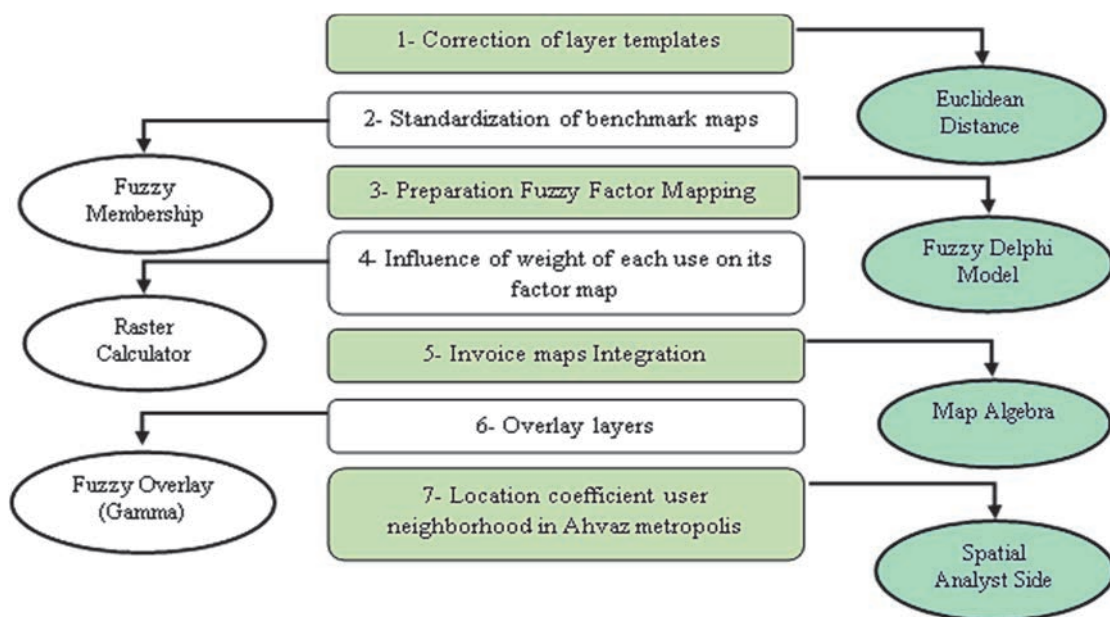 1- Correction of layer templates
Euclidean
Distance
2- Standardization of benchmark maps
Fuzzy
Membership
3- Preparation Fuzzy Factor Mapping
Fuzzy Delphi
Model
4- Influence of weight of each use on its
factor map
Raster
Calculator
5- Invoice maps Integration
Map Algebra
6- Overlay layers
Fuzzy Overlay
(Gamma)
7- Location coefficient user
neighborhood in Ahvaz metropolis
Spatial
Analyst Side